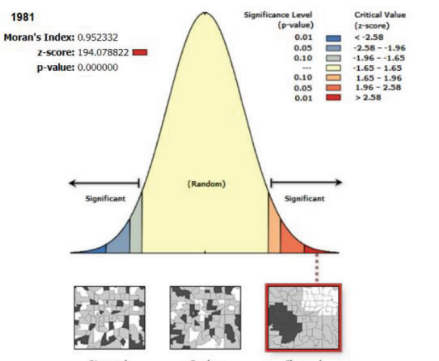 1981
Moran's Index: 0.952332
z-score: 194.078822
p-value: 0.000000
Significance Level
(p-value)
Critical Value
(z-score)
0.01 < -2.58
0.05 -2.58 - -1.96
0.10 -1.96 - -1.65
--- -1.65 - 1.65
0.10 1.65 - 1.96
0.05 1.96 - 2.58
0.01 > 2.58
(Random)
Significant
Significant